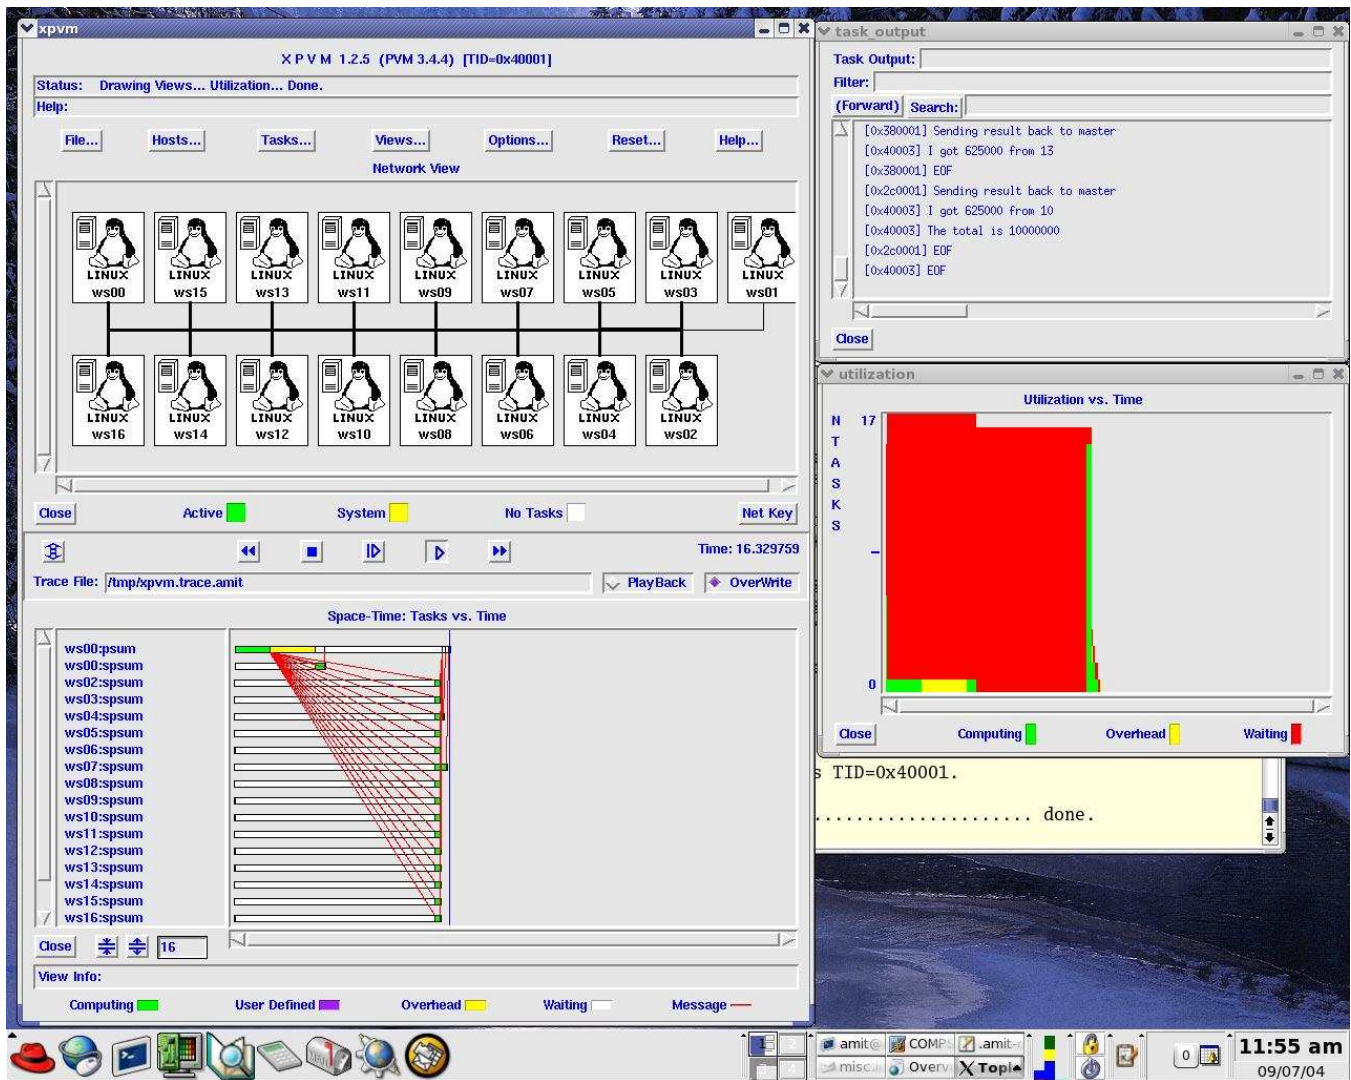 xpvm
X P V M 1.2.5 (PVM 3.4.4) [TID=0x40001]
Status: Drawing Views... Utilization... Done.
Help:
File... Hosts... Tasks... Views... Options... Reset... Help...
Network View
LINUX LINUX LINUX LINUX LINUX LINUX LINUX LINUX LINUX
ws00 ws15 ws13 ws11 ws09 ws07 ws05 ws03 ws01
LINUX LINUX LINUX LINUX LINUX LINUX LINUX LINUX
ws16 ws14 ws12 ws10 ws08 ws06 ws04 ws02
Close Active System No Tasks Net Key
Time: 16.329759
Trace File: /tmp/xpvm.trace.amit PlayBack OverWrite
Space-Time: Tasks vs. Time
ws00:psum
ws00:spsum
ws02:spsum
ws03:spsum
ws04:spsum
ws05:spsum
ws06:spsum
ws07:spsum
ws08:spsum
ws09:spsum
ws10:spsum
ws11:spsum
ws12:spsum
ws13:spsum
ws14:spsum
ws15:spsum
ws16:spsum
Close 16
View Info:
Computing User Defined Overhead Waiting Message
task_output
Task Output:
Filter:
(Forward) Search:
[0x380001] Sending result back to master
[0x40003] I got 625000 from 13
[0x380001] EOF
[0x2c0001] Sending result back to master
[0x40003] I got 625000 from 10
[0x40003] The total is 10000000
[0x2c0001] EOF
[0x40003] EOF
Close
utilization
Utilization vs. Time
N 17
T
A
S
K
S
0
Close Computing Overhead Waiting
s TID=0x40001.
..................... done.
1 2
3 4
amit@ COMP .amit-
misc. Overv X Topl
0
11:55 am
09/07/04